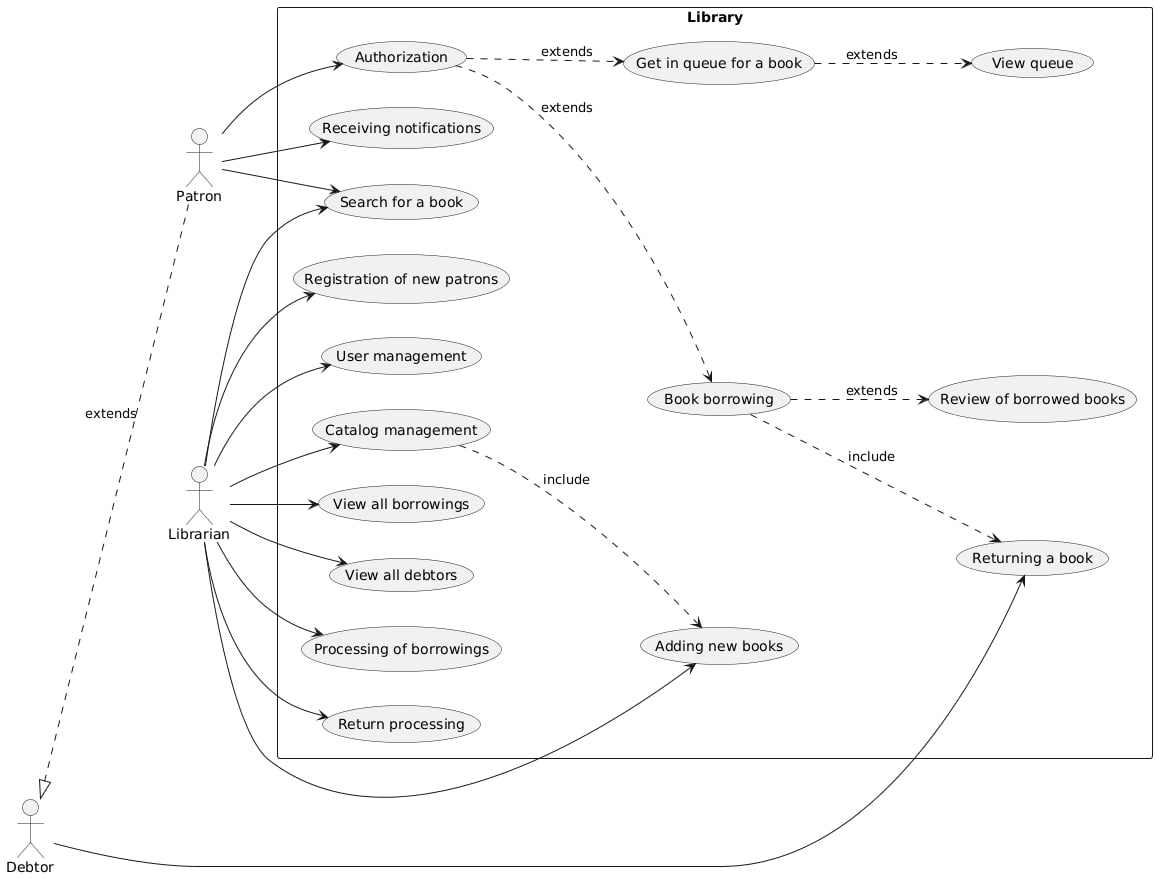 Library
Authorization
extends
Get in queue for a book
extends
View queue
extends
Receiving notifications
Patron
Search for a book
Registration of new patrons
User management
extends
Catalog management
Book borrowing
extends
Review of borrowed books
include
include
View all borrowings
Librarian
View all debtors
Returning a book
Processing of borrowings
Adding new books
Return processing
Debtor